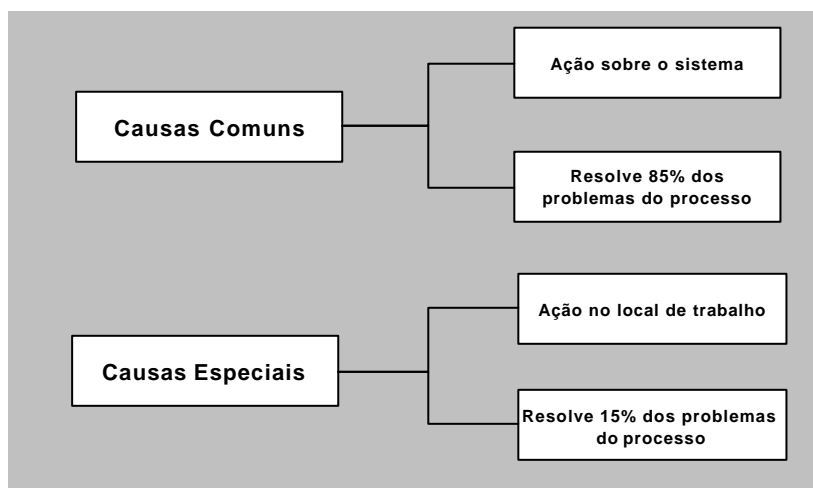 Ação sobre o sistema
Causas Comuns
Resolve 85% dos
problemas do processo
Ação no local de trabalho
Causas Especiais
Resolve 15% dos problemas
do processo